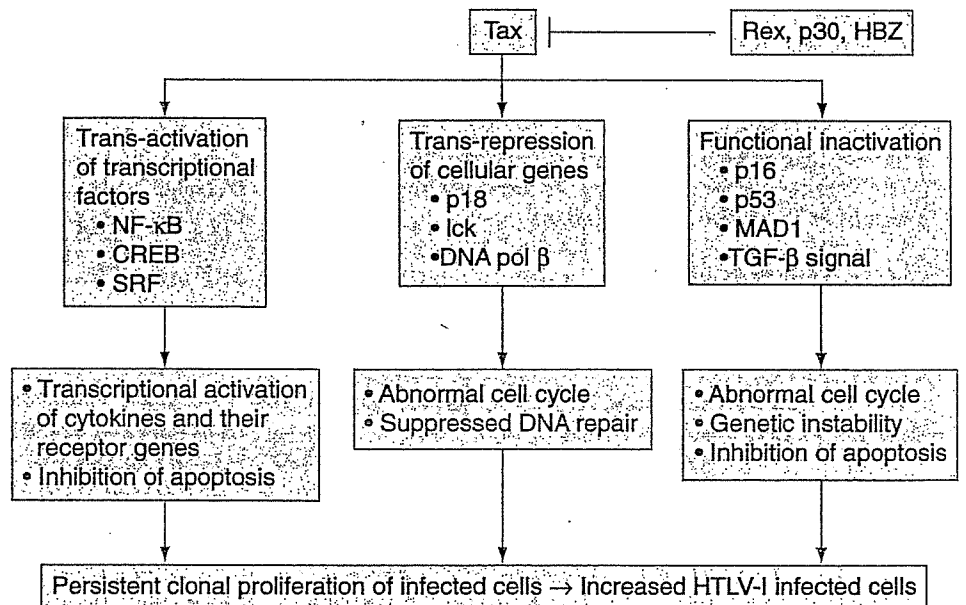 Tax
Rex, p30, HBZ
Trans-activation
of transcriptional
factors
• NF-κB
• CREB
• SRF
Trans-repression
of cellular genes
• p18
• lck
• DNA pol β
Functional inactivation
• p16
• p53
• MAD1
• TGF-β signal
• Transcriptional activation
of cytokines and their
receptor genes
• Inhibition of apoptosis
• Abnormal cell cycle
• Suppressed DNA repair
• Abnormal cell cycle
• Genetic instability
• Inhibition of apoptosis
Persistent clonal proliferation of infected cells → Increased HTLV-I infected cells